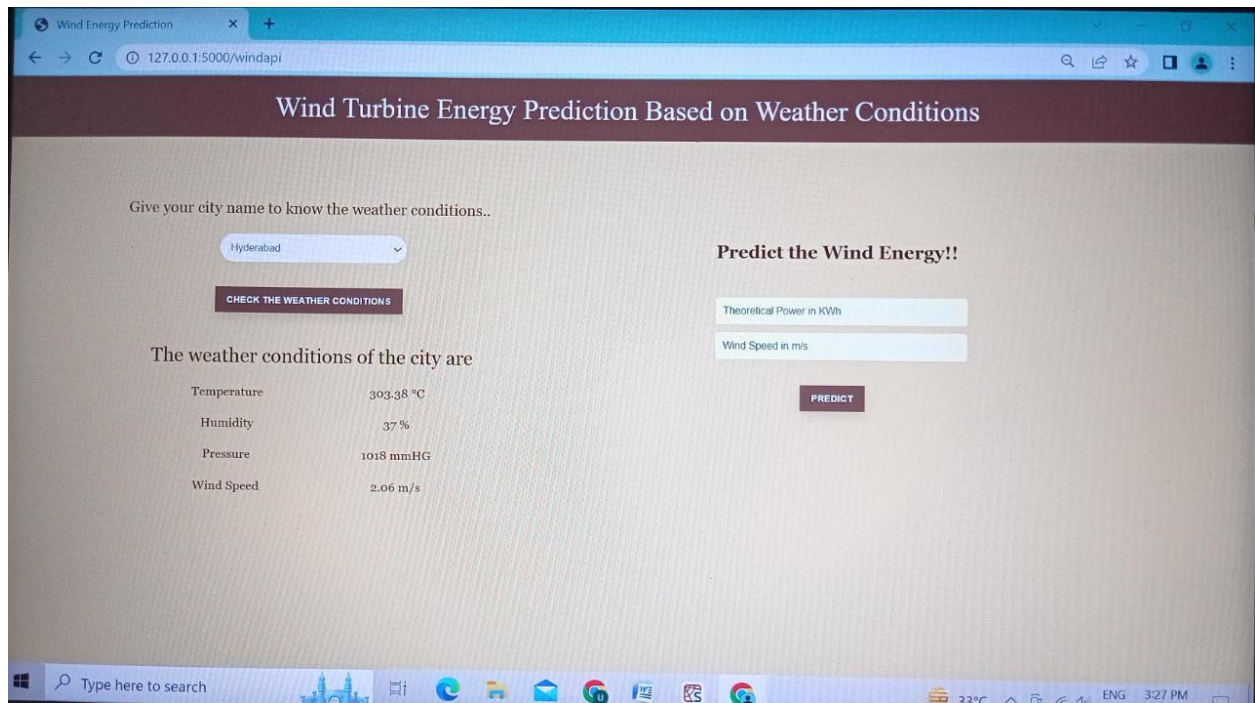 Wind Energy Prediction
127.0.0.1:5000/windapi
Wind Turbine Energy Prediction Based on Weather Conditions
Give your city name to know the weather conditions..
Hyderabad
CHECK THE WEATHER CONDITIONS
The weather conditions of the city are
Temperature 303.38 °C
Humidity 37 %
Pressure 1018 mmHG
Wind Speed 2.06 m/s
Predict the Wind Energy!!
Theoretical Power in KWh
Wind Speed in m/s
PREDICT
Type here to search
ENG 3:27 PM